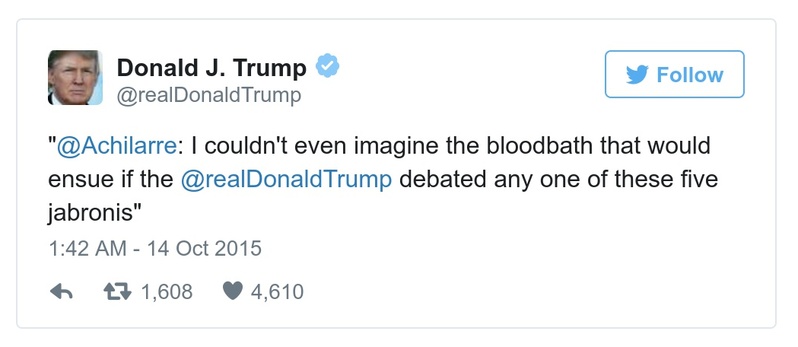 Donald J. Trump
@realDonaldTrump
Follow
"@Achilarre: I couldn't even imagine the bloodbath that would
ensue if the @realDonaldTrump debated any one of these five
jabronis"
1:42 AM - 14 Oct 2015
1,608 4,610